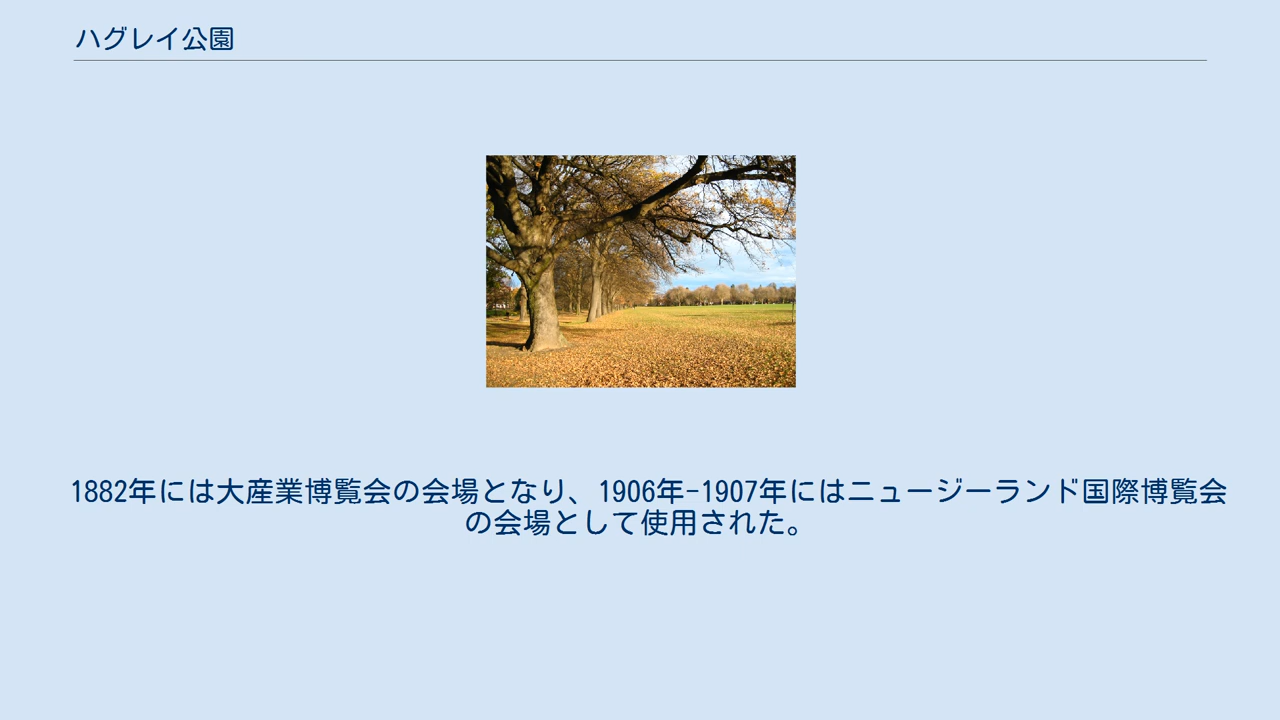 ハグレイ公園
1882年には大産業博覧会の会場となり、1906年-1907年にはニュージーランド国際博覧会
の会場として使用された。